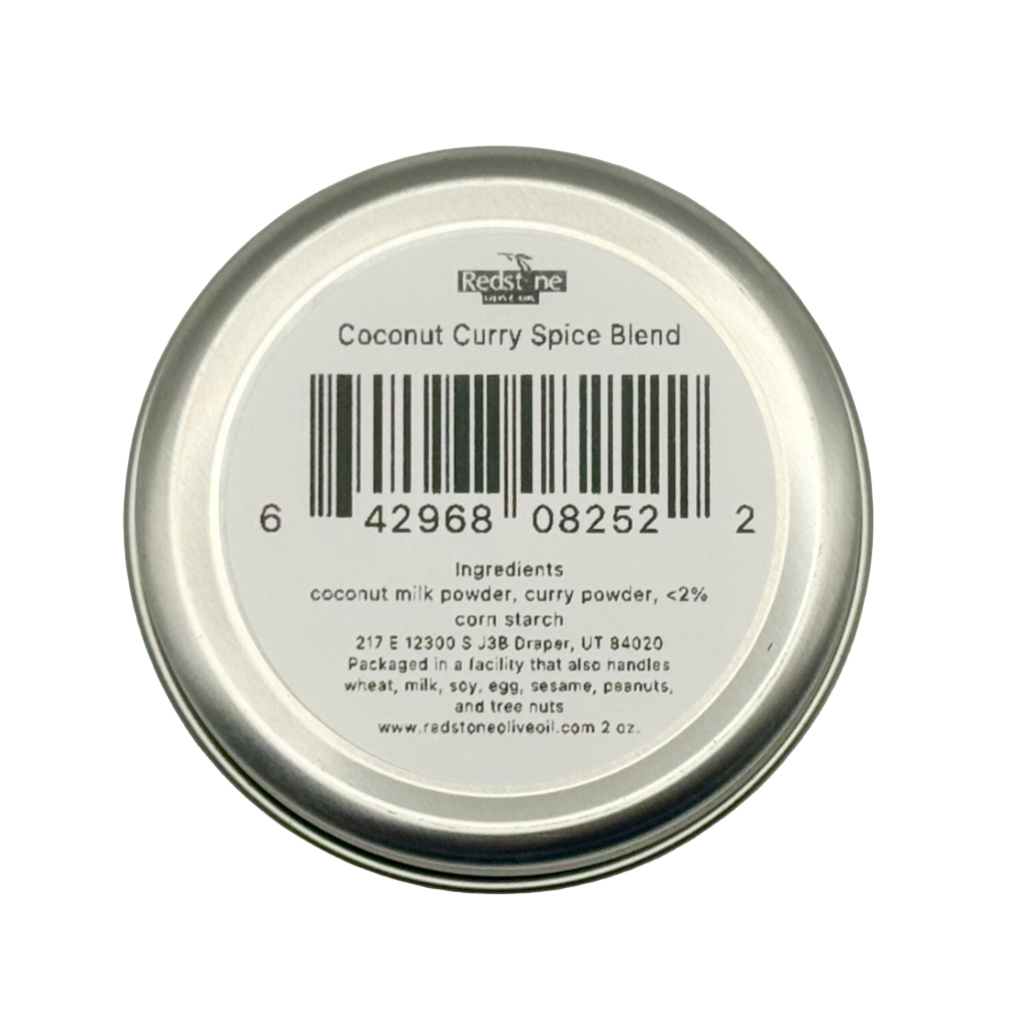 Redstone
Coconut Curry Spice Blend
6 42968 08252 2
Ingredients
coconut milk powder, curry powder, <2%
corn starch
217 E 12300 S J3B Draper, UT 84020
Packaged in a facility that also handles
wheat, milk, soy, egg, sesame, peanuts,
and tree nuts
www.redstoneoliveoil.com 2 oz.